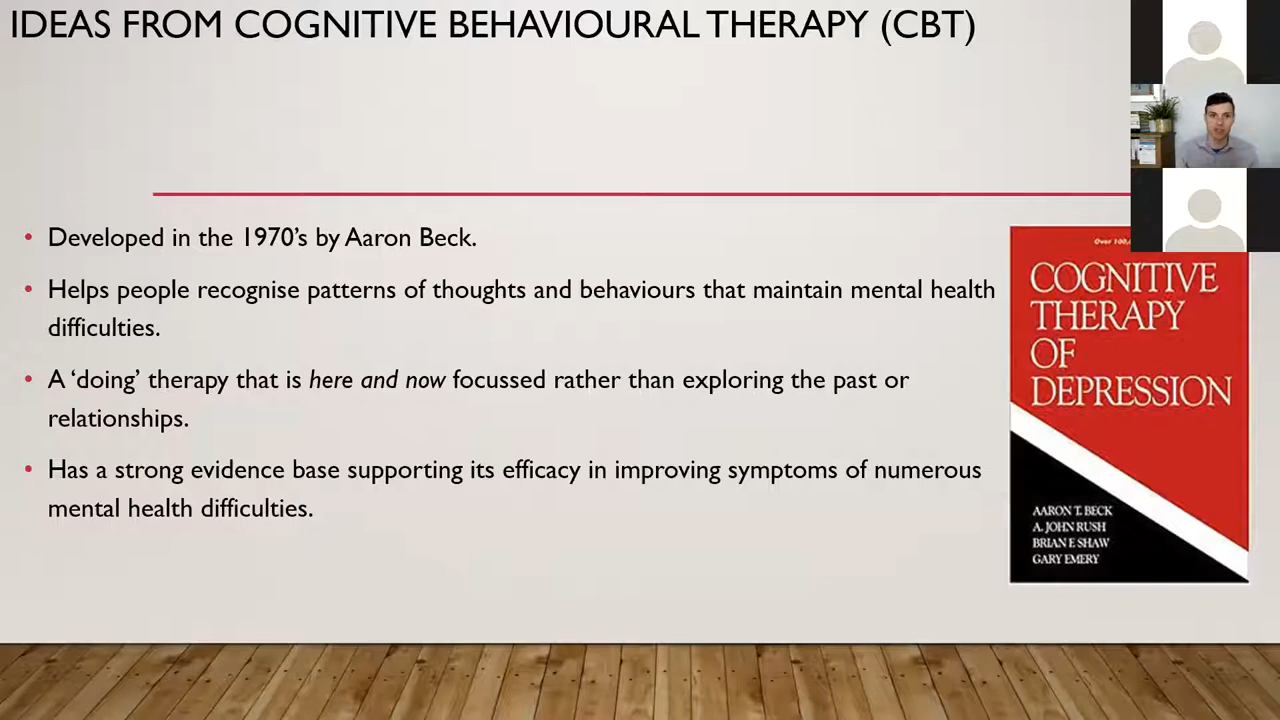 IDEAS FROM COGNITIVE BEHAVIOURAL THERAPY (CBT)
• Developed in the 1970's by Aaron Beck.
• Helps people recognise patterns of thoughts and behaviours that maintain mental health
difficulties.
• A ‘doing’ therapy that is here and now focussed rather than exploring the past or
relationships.
• Has a strong evidence base supporting its efficacy in improving symptoms of numerous
mental health difficulties.
Over
COGNITIVE
THERAPY
OF
DEPRESSION
AARON T. BECK
A. JOHN RUSH
BRIAN F. SHAW
GARY EMERY